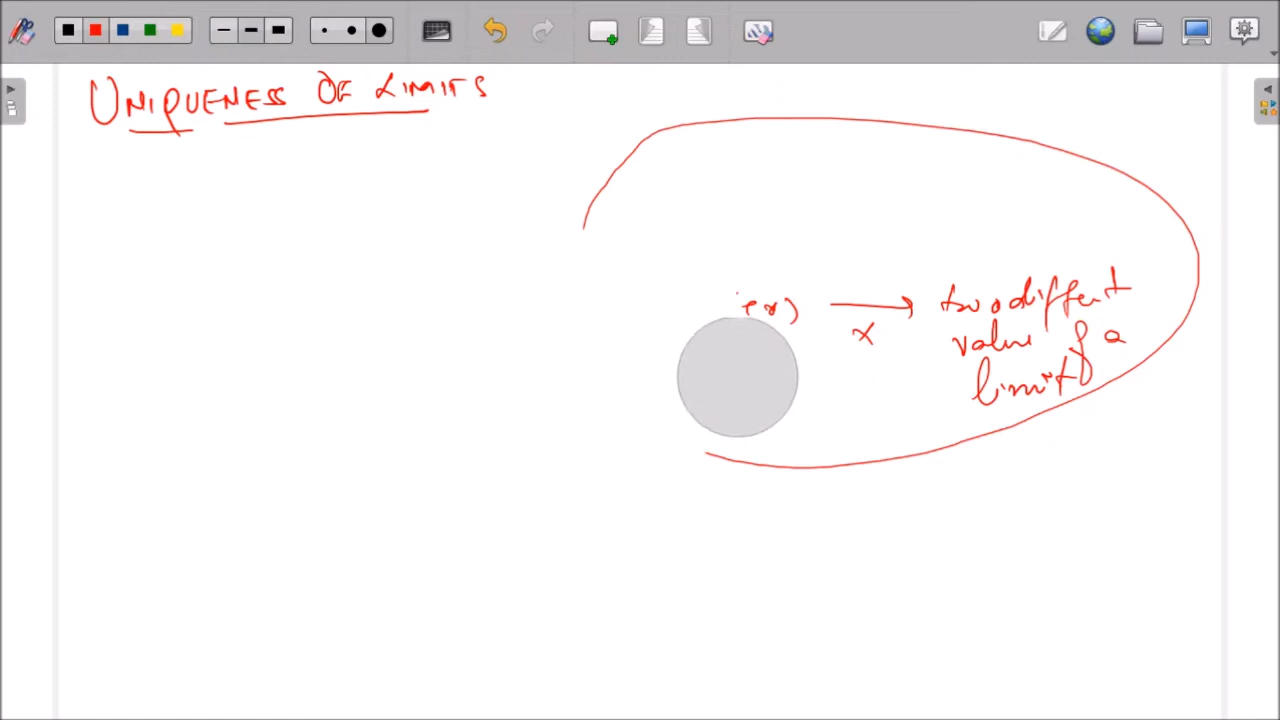 UNIQUENESS OF LIMITS
two different
x) →
x
value of a
limit